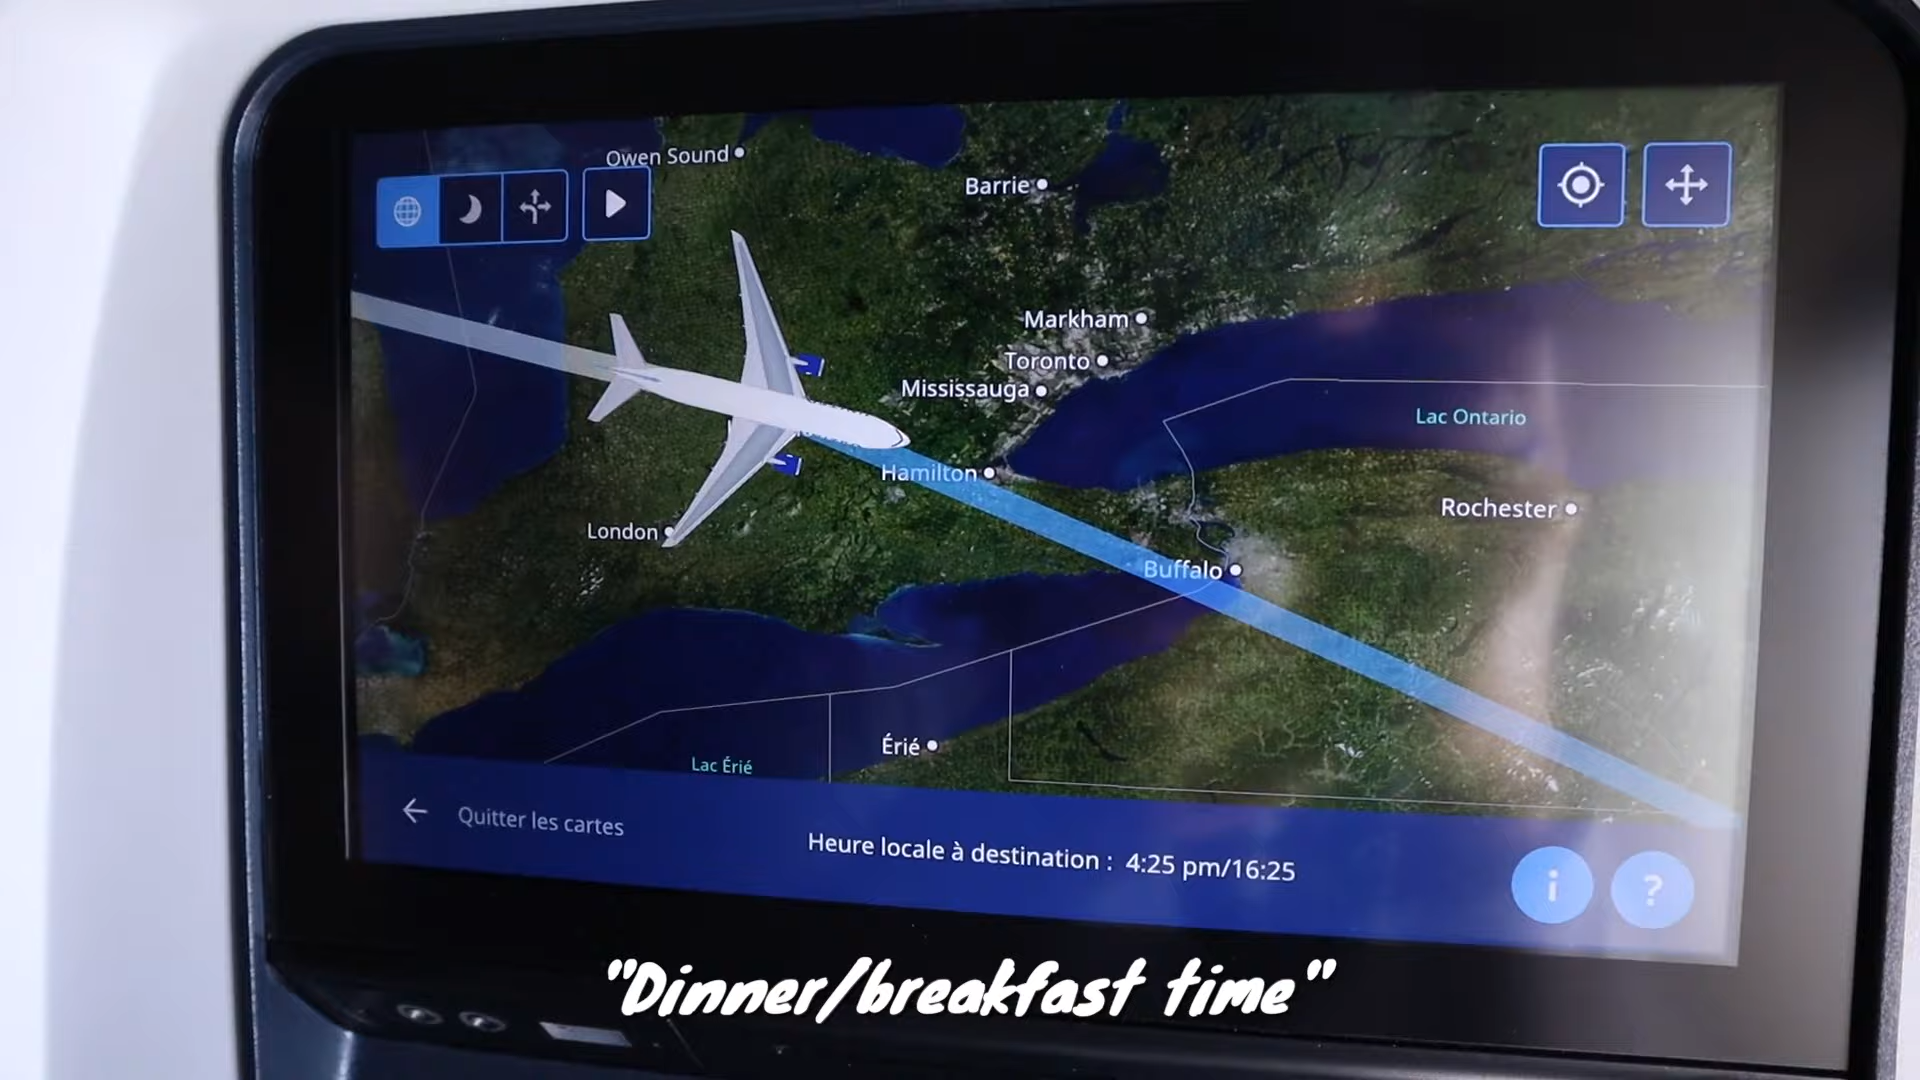 Owen Sound
Barrie
Markham
Toronto
Mississauga
Lac Ontario
Hamilton
Rochester
London
Buffalo
Érié
Lac Érié
Quitter les cartes
Heure locale à destination : 4:25 pm/16:25
i
?
"Dinner/breakfast time"